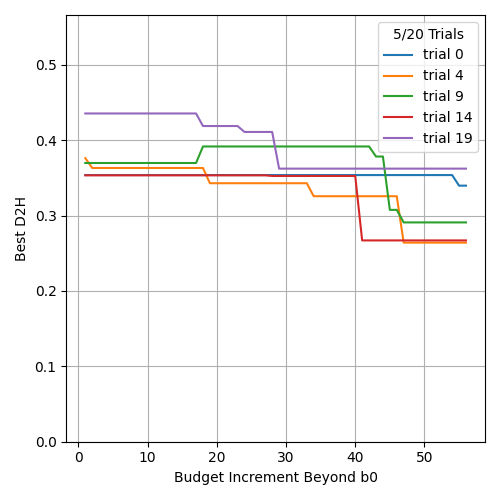 5/20 Trials
trial 0
trial 4
trial 9
trial 14
trial 19
0.5
0.4
0.3
0.2
0.1
0.0
Best D2H
0 10 20 30 40 50
Budget Increment Beyond b0